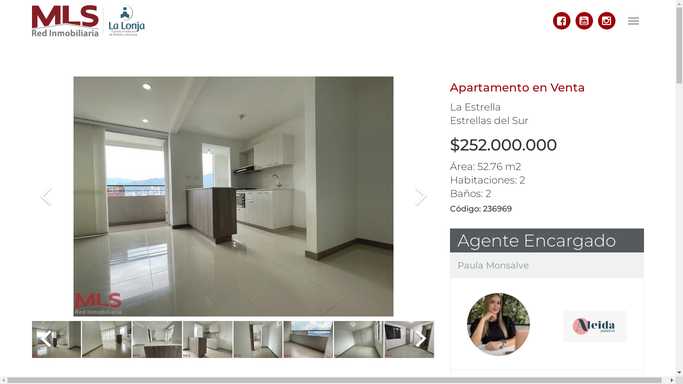 MLS
Red Inmobiliaria
La Lonja
Apartamento en Venta
La Estrella
Estrellas del Sur
$252.000.000
Área: 52.76 m2
Habitaciones: 2
Baños: 2
Código: 236969
MLS
Red Inmobiliaria
Agente Encargado
Paula Monsalve
Aleida